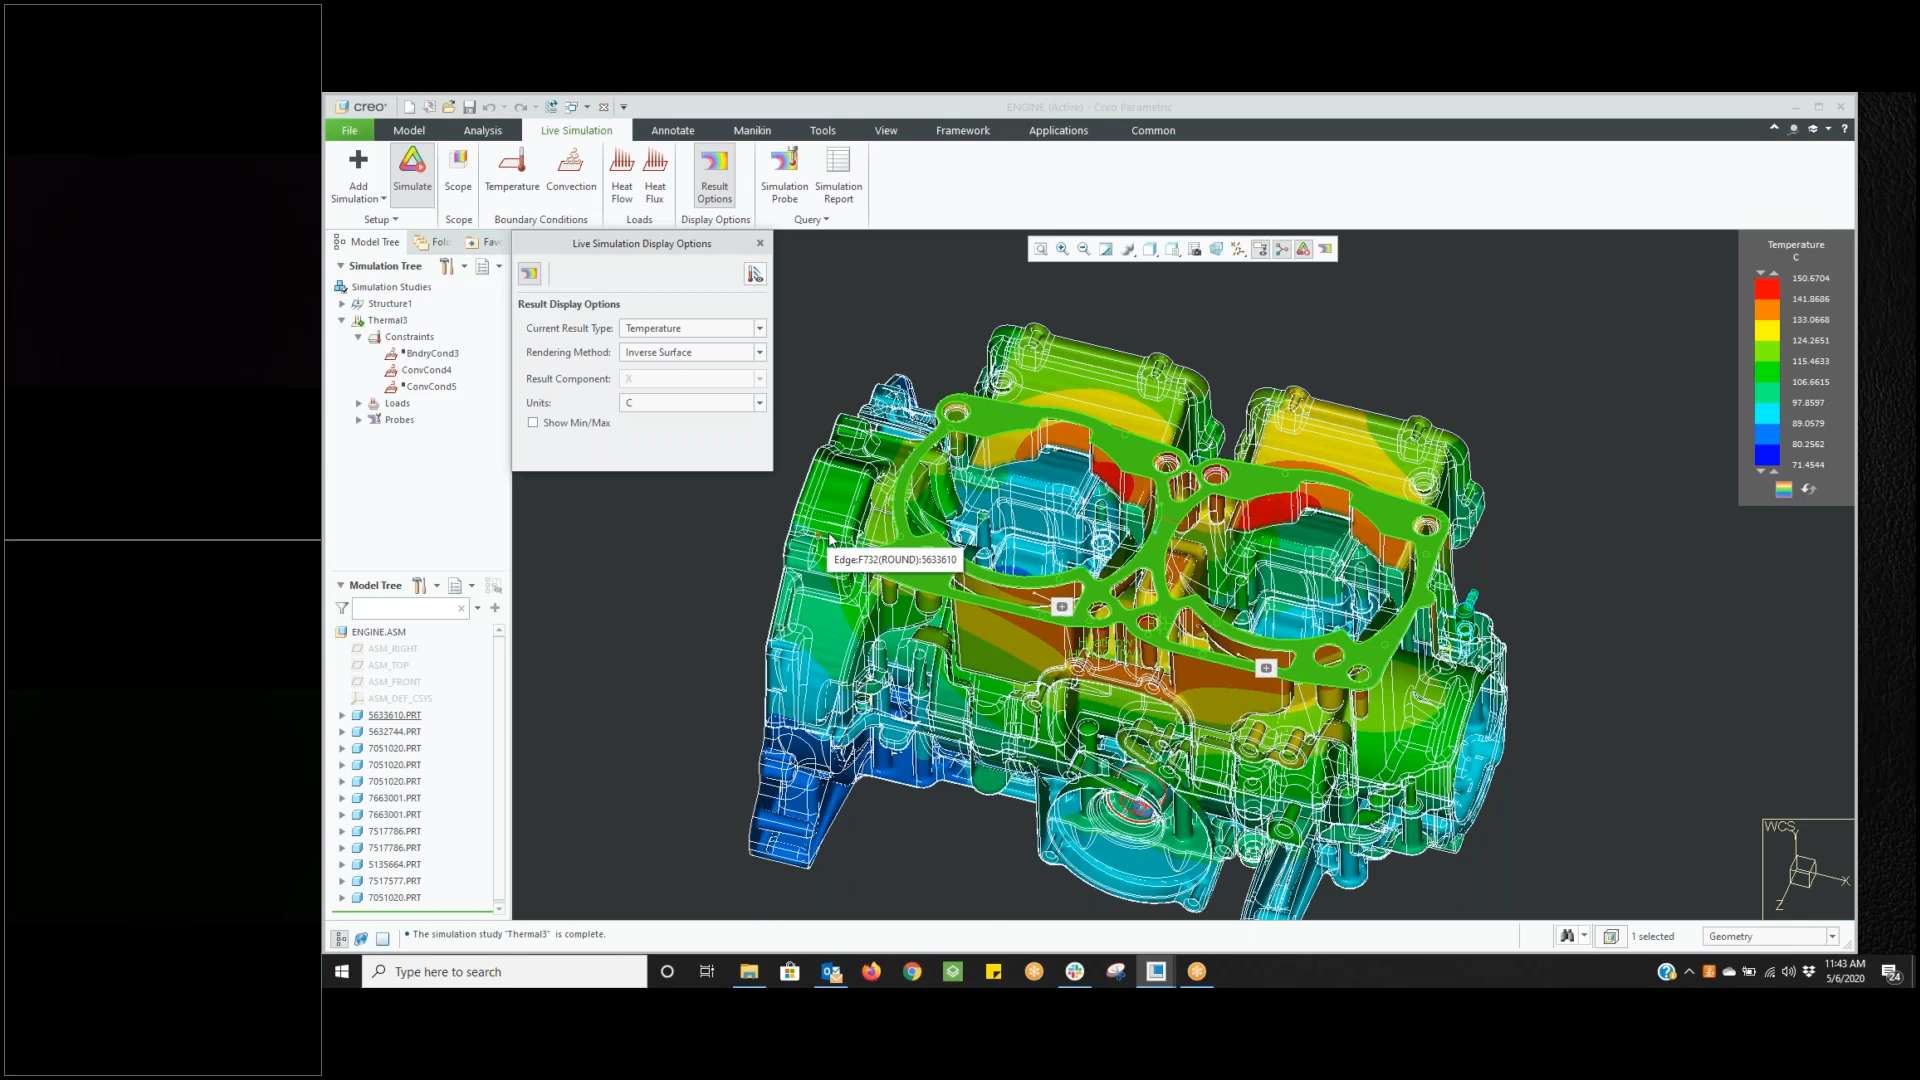 creo
ENGINE (Active) - Creo Parametric
File Model Analysis Live Simulation Annotate Manikin Tools View Framework Applications Common
Add Simulation
Simulate
Scope
Temperature
Convection
Heat Flow
Heat Flux
Result Options
Simulation Probe
Simulation Report
Setup Scope Boundary Conditions Loads Display Options Query
Model Tree Fol Fav
Simulation Tree
Simulation Studies
Structure1
Thermal3
Constraints
BndryCond3
ConvCond4
ConvCond5
Loads
Probes
Live Simulation Display Options
Result Display Options
Current Result Type: Temperature
Rendering Method: Inverse Surface
Result Component: X
Units: C
Show Min/Max
Temperature
C
150.6704
141.8686
133.0668
124.2651
115.4633
106.6615
97.8597
89.0579
80.2562
71.4544
Edge:F732(ROUND):5633610
Model Tree
ENGINE.ASM
ASM_RIGHT
ASM_TOP
ASM_FRONT
ASM_DEF_CSYS
5633610.PRT
5632744.PRT
7051020.PRT
7051020.PRT
7051020.PRT
7663001.PRT
7663001.PRT
7517786.PRT
7517786.PRT
5135664.PRT
7517577.PRT
7051020.PRT
WCS
X
Z
The simulation study 'Thermal3' is complete.
1 selected
Geometry
Type here to search
11:43 AM
5/6/2020
24